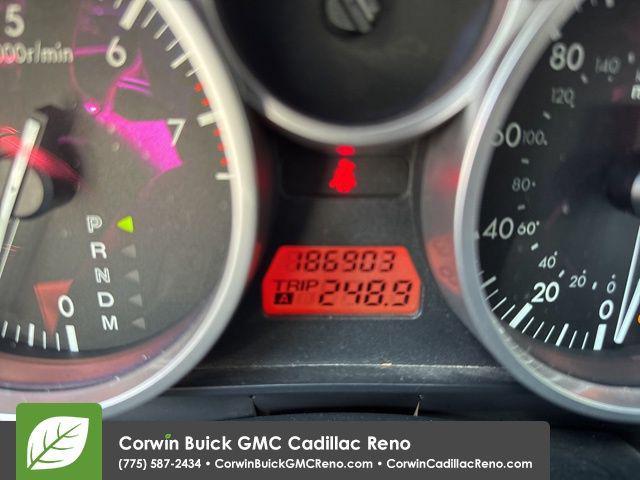 5
000r/min
6
7
P
R
N
D
M
0
186903
TRIP
A 248.9
80
140
120
60 100
80
40 60
40
20 20 0
0
Corwin Buick GMC Cadillac Reno
(775) 587-2434 • CorwinBuickGMCReno.com • CorwinCadillacReno.com